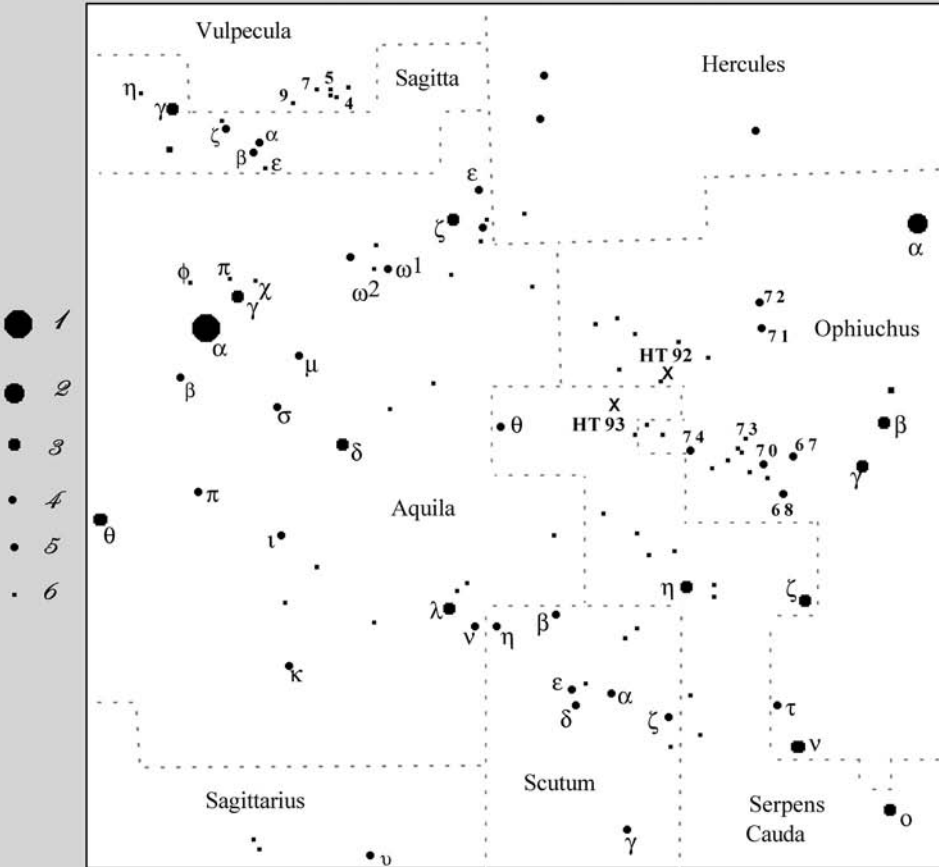 Vulpecula
Hercules
Sagitta
η
γ
9
7
5
4
ζ
α
β
ε
ε
ζ
α
ω1
ω2
φ
π
χ
γ
α
72
71
Ophiuchus
1
2
3
4
5
6
HT 92
μ
β
σ
HT 93
θ
74
73
70
67
68
β
γ
δ
π
Aquila
θ
ι
η
ζ
λ
ν
η
β
κ
ε
δ
α
ζ
τ
ν
Scutum
Sagittarius
Serpens
Cauda
ο
γ
υ